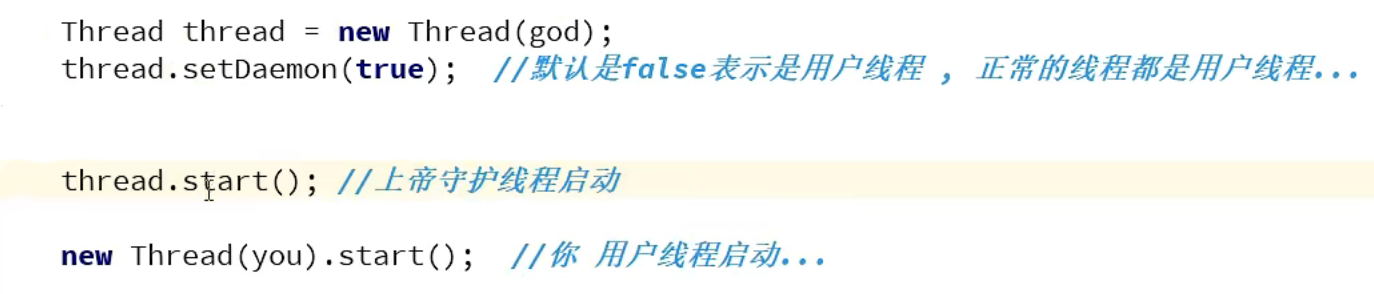 Thread thread = new Thread(god);
thread.setDaemon(true);  //默认是false表示是用户线程 , 正常的线程都是用户线程...
thread.start(); //上帝守护线程启动
new Thread(you).start();  //你 用户线程启动...